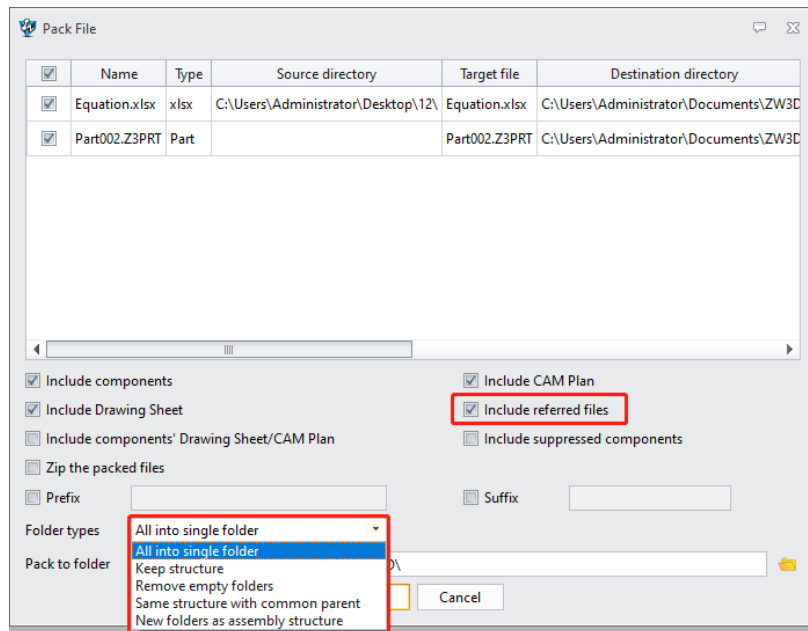 Pack File
Name Type Source directory Target file Destination directory
Equation.xlsx xlsx C:\Users\Administrator\Desktop\12\ Equation.xlsx C:\Users\Administrator\Documents\ZW3D
Part002.Z3PRT Part Part002.Z3PRT C:\Users\Administrator\Documents\ZW3D
Include components Include CAM Plan
Include Drawing Sheet Include referred files
Include components' Drawing Sheet/CAM Plan Include suppressed components
Zip the packed files
Prefix Suffix
Folder types All into single folder
All into single folder
Pack to folder Keep structure \
Remove empty folders
Same structure with common parent Cancel
New folders as assembly structure